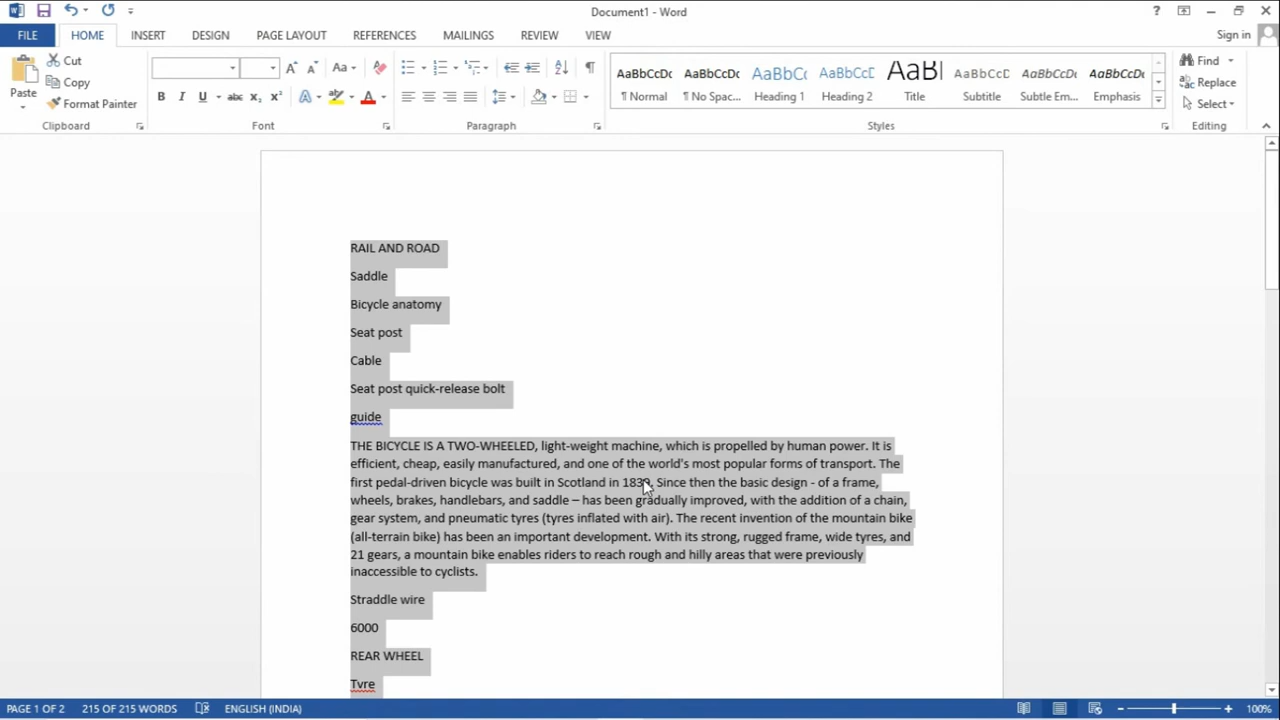 Document1 - Word
?
FILE HOME INSERT DESIGN PAGE LAYOUT REFERENCES MAILINGS REVIEW VIEW Sign in
Paste
Cut
Copy
Format Painter
Clipboard
Aa
B I U abc x₂ x² A A
Font
Paragraph
AaBbCcDc AaBbCcDc AaBbCc AaBbCcD AaBl AaBbCcD AaBbCcDc AaBbCcDc
¶ Normal ¶ No Spac... Heading 1 Heading 2 Title Subtitle Subtle Em... Emphasis
Styles
Find
Replace
Select
Editing
RAIL AND ROAD
Saddle
Bicycle anatomy
Seat post
Cable
Seat post quick-release bolt
guide
THE BICYCLE IS A TWO-WHEELED, light-weight machine, which is propelled by human power. It is
efficient, cheap, easily manufactured, and one of the world's most popular forms of transport. The
first pedal-driven bicycle was built in Scotland in 1839. Since then the basic design - of a frame,
wheels, brakes, handlebars, and saddle – has been gradually improved, with the addition of a chain,
gear system, and pneumatic tyres (tyres inflated with air). The recent invention of the mountain bike
(all-terrain bike) has been an important development. With its strong, rugged frame, wide tyres, and
21 gears, a mountain bike enables riders to reach rough and hilly areas that were previously
inaccessible to cyclists.
Straddle wire
6000
REAR WHEEL
Tvre
PAGE 1 OF 2 215 OF 215 WORDS ENGLISH (INDIA) 100%